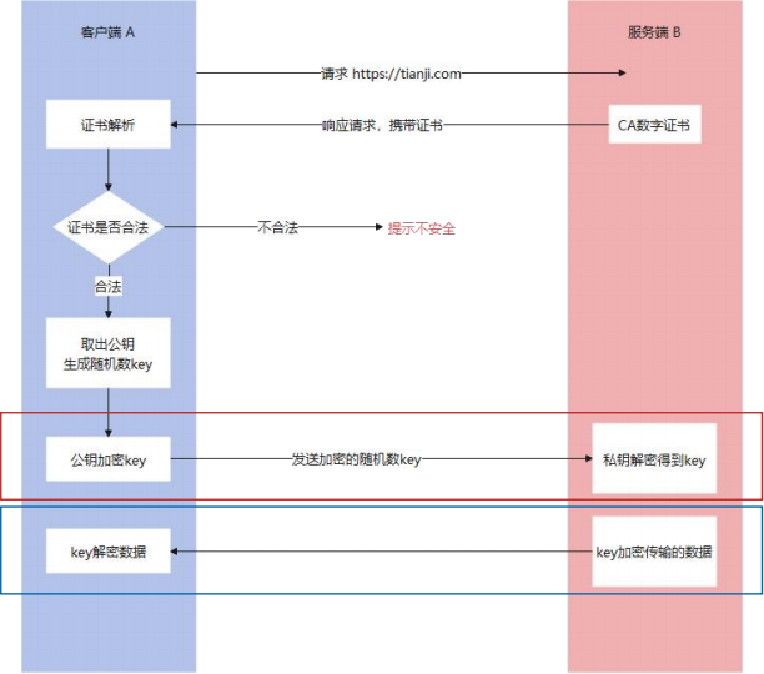 客户端 A
服务端 B
请求 https://tianji.com
证书解析
响应请求，携带证书
CA数字证书
证书是否合法
不合法
提示不安全
合法
取出公钥
生成随机数key
公钥加密key
发送加密的随机数key
私钥解密得到key
key解密数据
key加密传输的数据